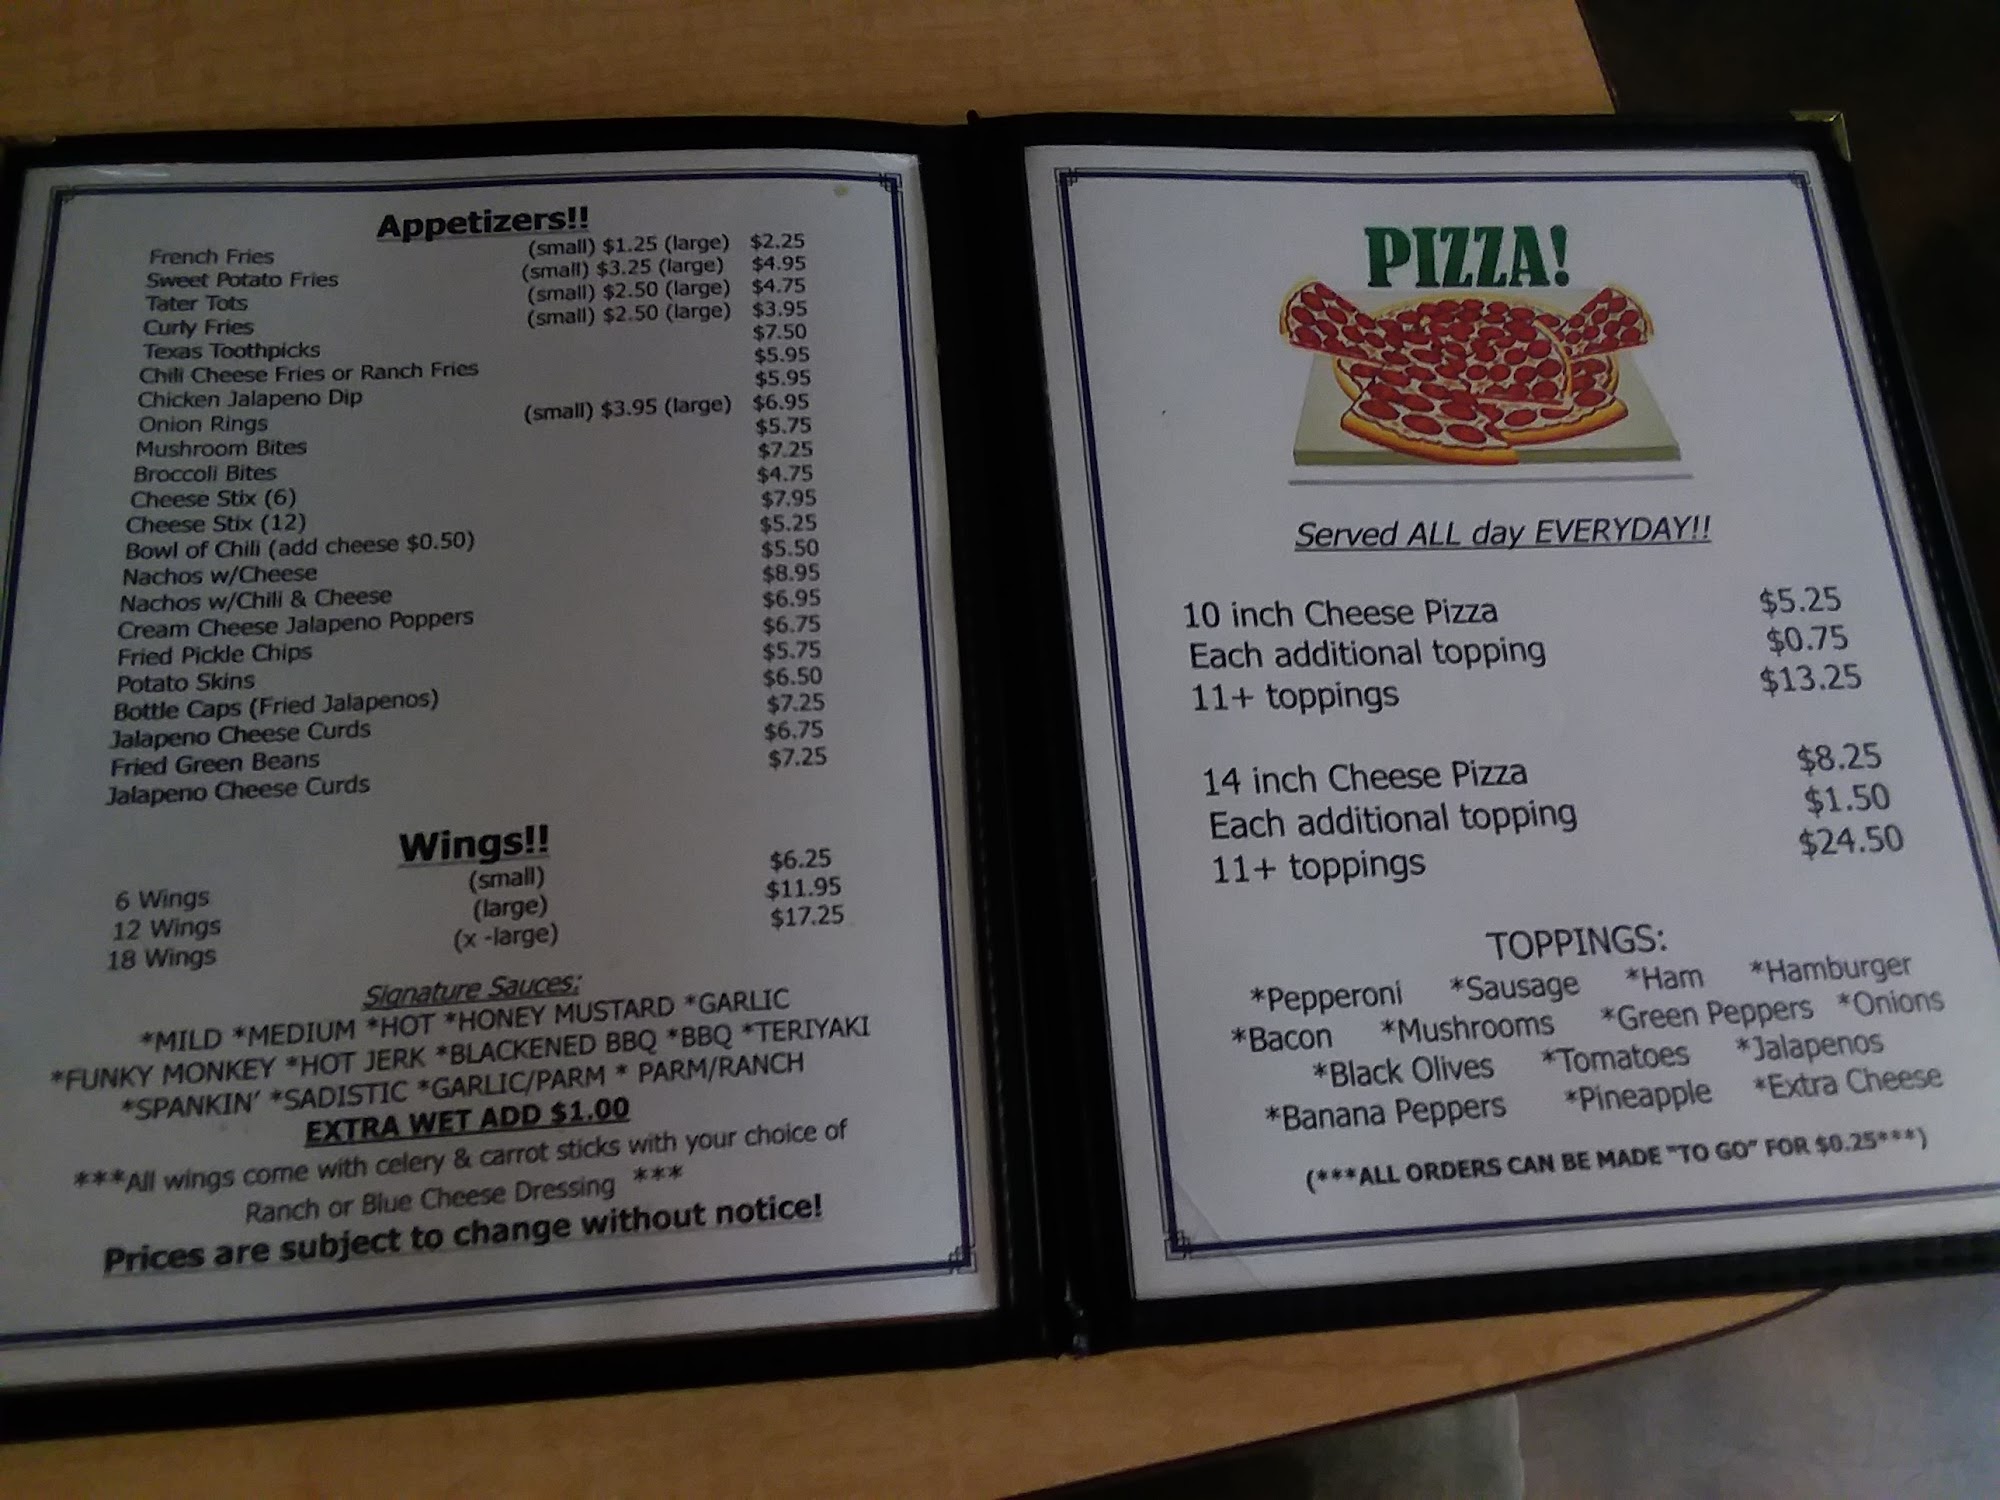 Appetizers!!
French Fries (small) $1.25 (large) $2.25
Sweet Potato Fries (small) $3.25 (large) $4.95
Tater Tots (small) $2.50 (large) $4.75
Curly Fries (small) $2.50 (large) $3.95
Texas Toothpicks $7.50
Chili Cheese Fries or Ranch Fries $5.95
Chicken Jalapeno Dip $5.95
Onion Rings (small) $3.95 (large) $6.95
Mushroom Bites $5.75
Broccoli Bites $7.25
Cheese Stix (6) $4.75
Cheese Stix (12) $7.95
Bowl of Chili (add cheese $0.50) $5.25
Nachos w/Cheese $5.50
Nachos w/Chili & Cheese $8.95
Cream Cheese Jalapeno Poppers $6.95
Fried Pickle Chips $6.75
Potato Skins $5.75
Bottle Caps (Fried Jalapenos) $6.50
Jalapeno Cheese Curds $7.25
Fried Green Beans $6.75
Jalapeno Cheese Curds $7.25
Wings!!
6 Wings (small) $6.25
12 Wings (large) $11.95
18 Wings (x -large) $17.25
Signature Sauces:
*MILD *MEDIUM *HOT *HONEY MUSTARD *GARLIC
*FUNKY MONKEY *HOT JERK *BLACKENED BBQ *BBQ *TERIYAKI
*SPANKIN' *SADISTIC *GARLIC/PARM * PARM/RANCH
EXTRA WET ADD $1.00
***All wings come with celery & carrot sticks with your choice of
Ranch or Blue Cheese Dressing ***
Prices are subject to change without notice!
PIZZA!
Served ALL day EVERYDAY!!
10 inch Cheese Pizza $5.25
Each additional topping $0.75
11+ toppings $13.25
14 inch Cheese Pizza $8.25
Each additional topping $1.50
11+ toppings $24.50
TOPPINGS:
*Pepperoni *Sausage *Ham *Hamburger
*Bacon *Mushrooms *Green Peppers *Onions
*Black Olives *Tomatoes *Jalapenos
*Banana Peppers *Pineapple *Extra Cheese
(***ALL ORDERS CAN BE MADE "TO GO" FOR $0.25***)